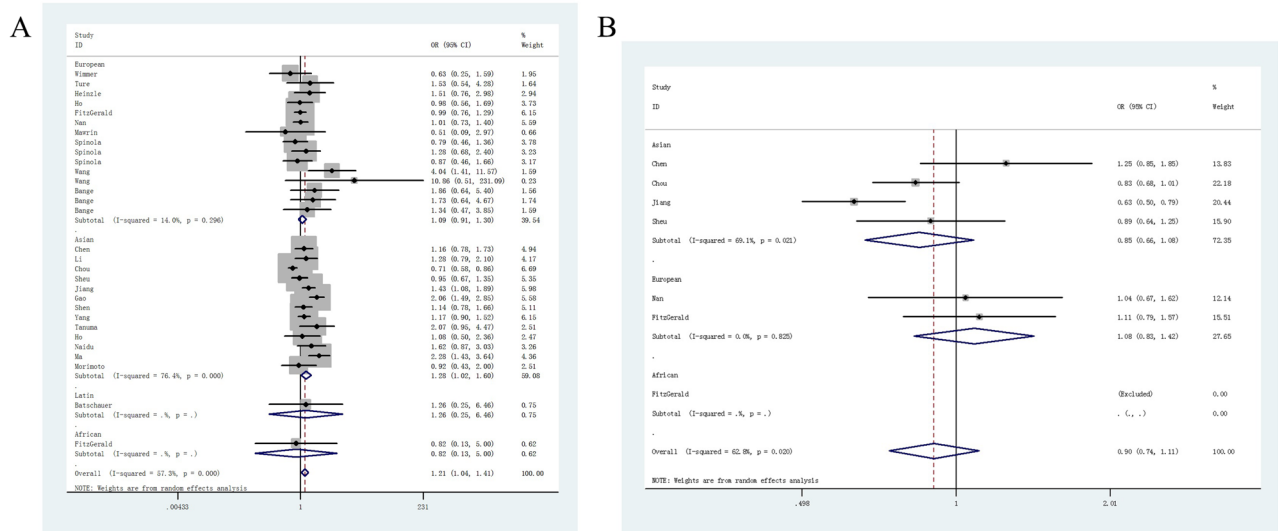 A
Study %
ID OR (95% CI) Weight
European
Wimmer 0.63 (0.25, 1.59) 1.95
Ture 1.53 (0.54, 4.28) 1.64
Heinzle 1.51 (0.76, 2.98) 2.94
Ho 0.98 (0.56, 1.69) 3.73
FitzGerald 0.99 (0.76, 1.29) 6.15
Nan 1.01 (0.73, 1.40) 5.59
Mawrin 0.51 (0.09, 2.97) 0.66
Spinola 0.79 (0.46, 1.36) 3.78
Spinola 1.28 (0.68, 2.40) 3.23
Spinola 0.87 (0.46, 1.66) 3.17
Wang 4.04 (1.41, 11.57) 1.59
Wang 10.86 (0.51, 231.09) 0.23
Bange 1.86 (0.64, 5.40) 1.56
Bange 1.73 (0.64, 4.67) 1.74
Bange 1.34 (0.47, 3.85) 1.59
Subtotal (I-squared = 14.0%, p = 0.296) 1.09 (0.91, 1.30) 39.54
.
Asian
Chen 1.16 (0.78, 1.73) 4.94
Li 1.28 (0.79, 2.10) 4.17
Chou 0.71 (0.58, 0.86) 6.69
Sheu 0.95 (0.67, 1.35) 5.35
Jiang 1.43 (1.08, 1.89) 5.98
Gao 2.06 (1.49, 2.85) 5.58
Shen 1.14 (0.78, 1.66) 5.11
Yang 1.17 (0.90, 1.52) 6.15
Tanuma 2.07 (0.95, 4.47) 2.51
Ho 1.08 (0.50, 2.36) 2.47
Naidu 1.62 (0.87, 3.03) 3.26
Ma 2.28 (1.43, 3.64) 4.36
Morimoto 0.92 (0.43, 2.00) 2.51
Subtotal (I-squared = 76.4%, p = 0.000) 1.28 (1.02, 1.60) 59.08
.
Latin
Batschauer 1.26 (0.25, 6.46) 0.75
Subtotal (I-squared = .%, p = .) 1.26 (0.25, 6.46) 0.75
.
African
FitzGerald 0.82 (0.13, 5.00) 0.62
Subtotal (I-squared = .%, p = .) 0.82 (0.13, 5.00) 0.62
.
Overall (I-squared = 57.3%, p = 0.000) 1.21 (1.04, 1.41) 100.00
NOTE: Weights are from random effects analysis
.00433 1 231
B
Study %
ID OR (95% CI) Weight
Asian
Chen 1.25 (0.85, 1.85) 13.83
Chou 0.83 (0.68, 1.01) 22.18
Jiang 0.63 (0.50, 0.79) 20.44
Sheu 0.89 (0.64, 1.25) 15.90
Subtotal (I-squared = 69.1%, p = 0.021) 0.85 (0.66, 1.08) 72.35
.
European
Nan 1.04 (0.67, 1.62) 12.14
FitzGerald 1.11 (0.79, 1.57) 15.51
Subtotal (I-squared = 0.0%, p = 0.825) 1.08 (0.83, 1.42) 27.65
.
African
FitzGerald (Excluded) 0.00
Subtotal (I-squared = .%, p = .) . (., .) 0.00
.
Overall (I-squared = 62.8%, p = 0.020) 0.90 (0.74, 1.11) 100.00
NOTE: Weights are from random effects analysis
.498 1 2.01